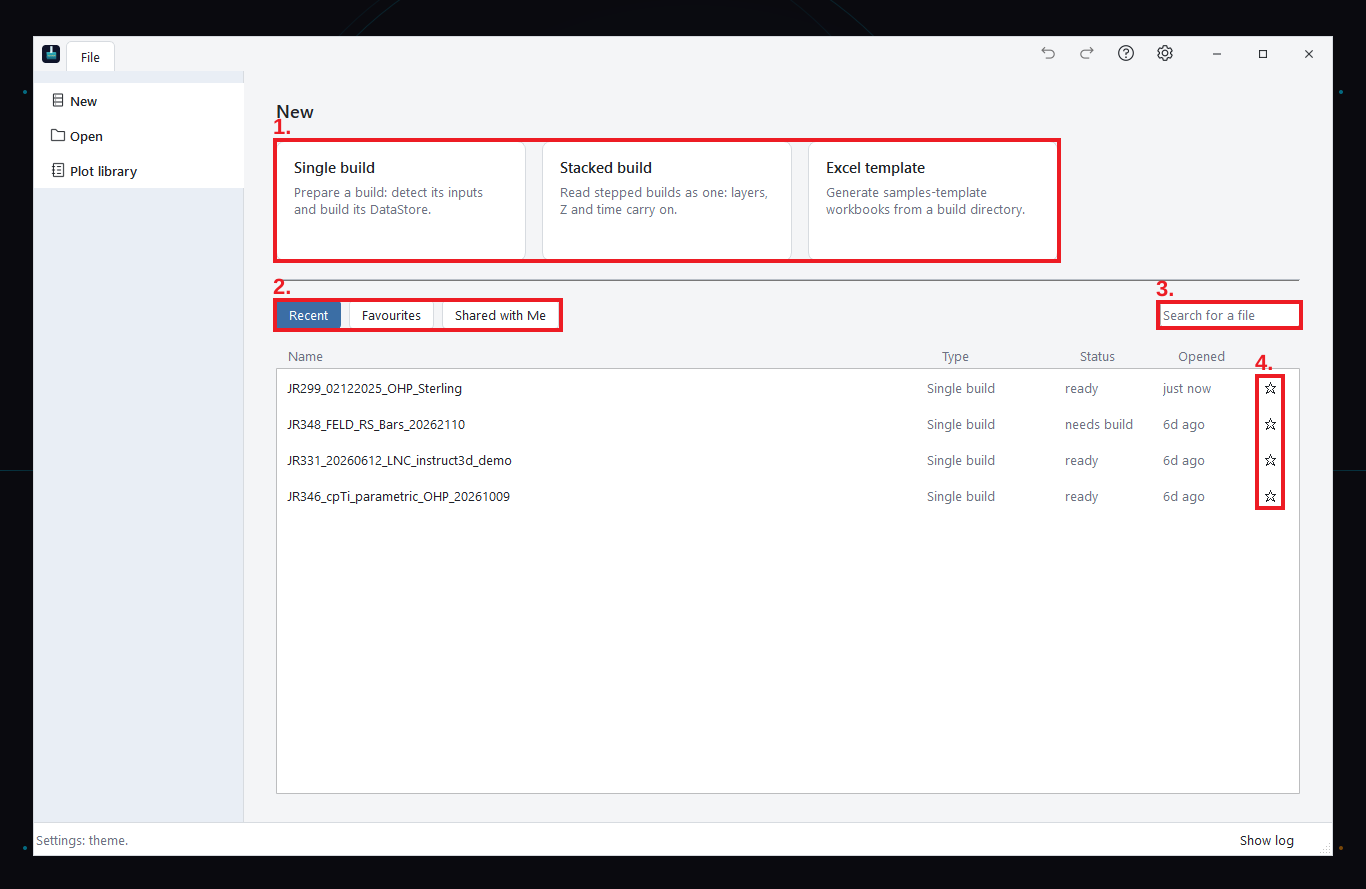 File
New
Open
Plot library
New
1.
Single build
Prepare a build: detect its inputs
and build its DataStore.
Stacked build
Read stepped builds as one: layers,
Z and time carry on.
Excel template
Generate samples-template
workbooks from a build directory.
2.
Recent Favourites Shared with Me
3.
Search for a file
Name Type Status Opened
4.
JR299_02122025_OHP_Sterling Single build ready just now
JR348_FELD_RS_Bars_20262110 Single build needs build 6d ago
JR331_20260612_LNC_instruct3d_demo Single build ready 6d ago
JR346_cpTi_parametric_OHP_20261009 Single build ready 6d ago
Settings: theme. Show log